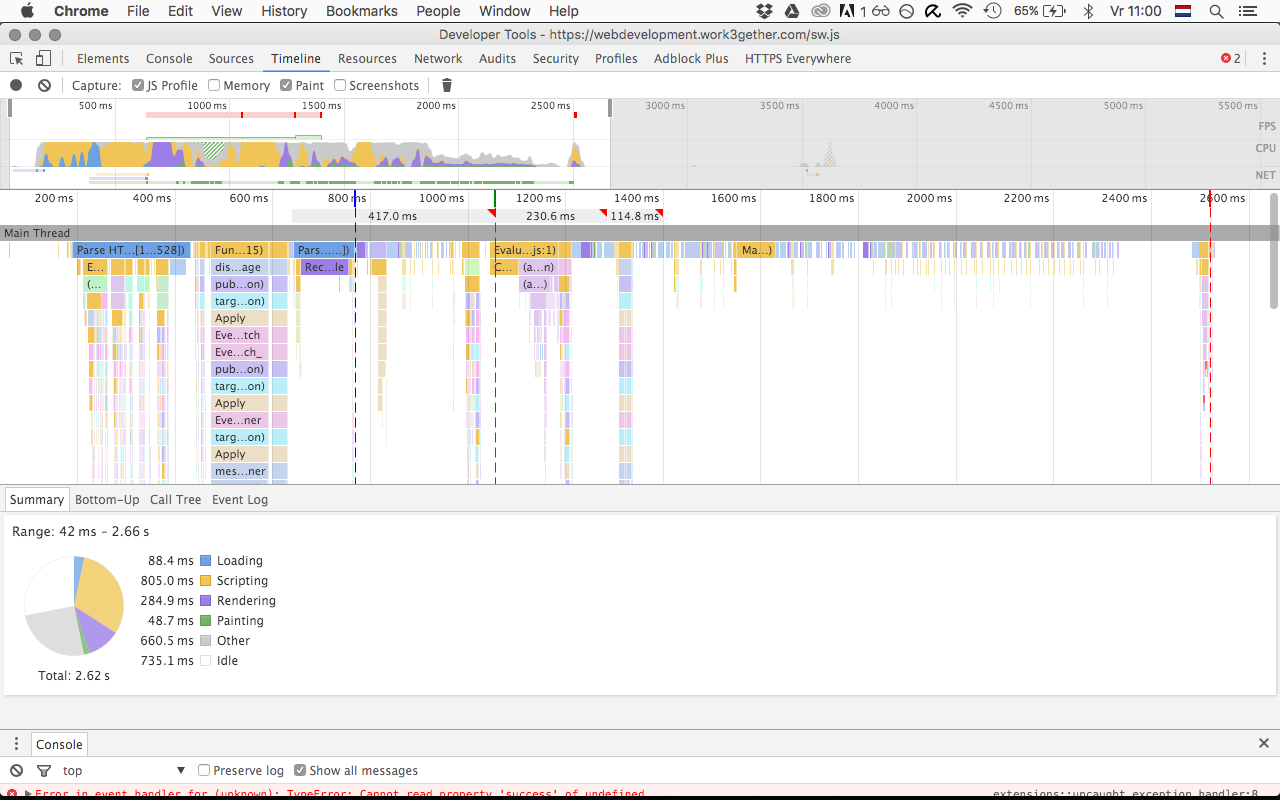 Chrome File Edit View History Bookmarks People Window Help 1 65% Vr 11:00
Developer Tools - https://webdevelopment.work3gether.com/sw.js
Elements Console Sources Timeline Resources Network Audits Security Profiles Adblock Plus HTTPS Everywhere 2
Capture: JS Profile Memory Paint Screenshots
500 ms 1000 ms 1500 ms 2000 ms 2500 ms 3000 ms 3500 ms 4000 ms 4500 ms 5000 ms 5500 ms
FPS
CPU
NET
200 ms 400 ms 600 ms 800 ms 1000 ms 1200 ms 1400 ms 1600 ms 1800 ms 2000 ms 2200 ms 2400 ms 2600 ms
417.0 ms 230.6 ms 114.8 ms
Main Thread
Parse HT...[1...528]) Fun...15) Pars......]) Evalu...js:1) Ma...)
E... dis...age Rec...le C... (a...n)
(... pub...on) (a...)
targ...on)
Apply
Eve...tch
Eve...ch_
pub...on)
targ...on)
Apply
Eve...ner
targ...on)
Apply
mes...ner
Summary Bottom-Up Call Tree Event Log
Range: 42 ms – 2.66 s
88.4 ms Loading
805.0 ms Scripting
284.9 ms Rendering
48.7 ms Painting
660.5 ms Other
735.1 ms Idle
Total: 2.62 s
Console
top Preserve log Show all messages
Error in event handler for (unknown): TypeError: Cannot read property 'success' of undefined extensions::uncaught_exception_handler:8